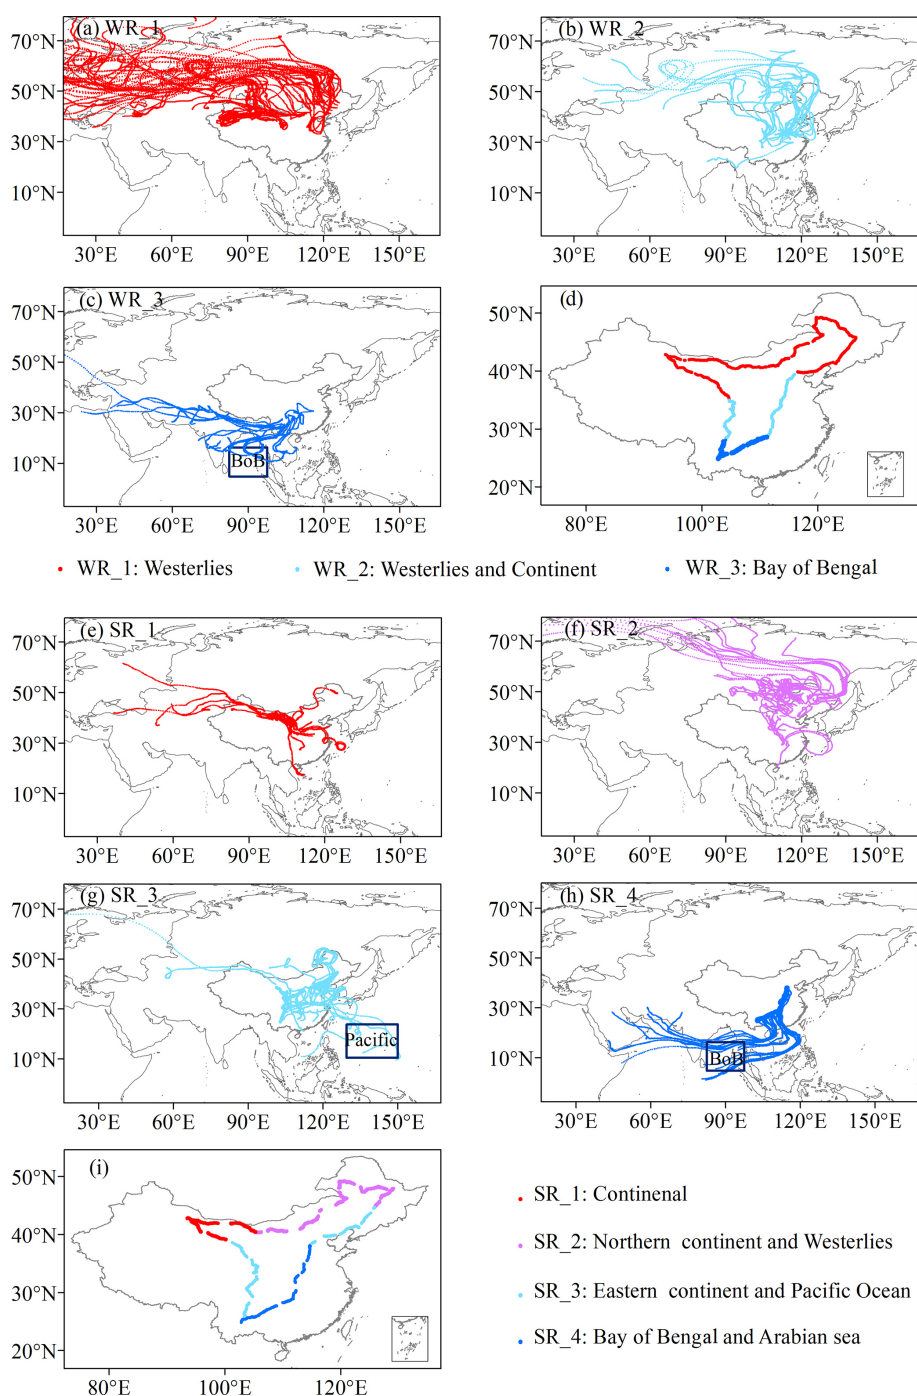 (a) WR_1
70°N
50°N
30°N
10°N
30°E 60°E 90°E 120°E 150°E
(b) WR_2
70°N
50°N
30°N
10°N
30°E 60°E 90°E 120°E 150°E
(c) WR_3
70°N
50°N
30°N
10°N
BoB
30°E 60°E 90°E 120°E 150°E
(d)
50°N
40°N
30°N
20°N
80°E 100°E 120°E
WR_1: Westerlies WR_2: Westerlies and Continent WR_3: Bay of Bengal
(e) SR_1
70°N
50°N
30°N
10°N
30°E 60°E 90°E 120°E 150°E
(f) SR_2
70°N
50°N
30°N
10°N
30°E 60°E 90°E 120°E 150°E
(g) SR_3
70°N
50°N
30°N
10°N
Pacific
30°E 60°E 90°E 120°E 150°E
(h) SR_4
70°N
50°N
30°N
10°N
BoB
30°E 60°E 90°E 120°E 150°E
(i)
50°N
40°N
30°N
20°N
80°E 100°E 120°E
SR_1: Continenal
SR_2: Northern continent and Westerlies
SR_3: Eastern continent and Pacific Ocean
SR_4: Bay of Bengal and Arabian sea